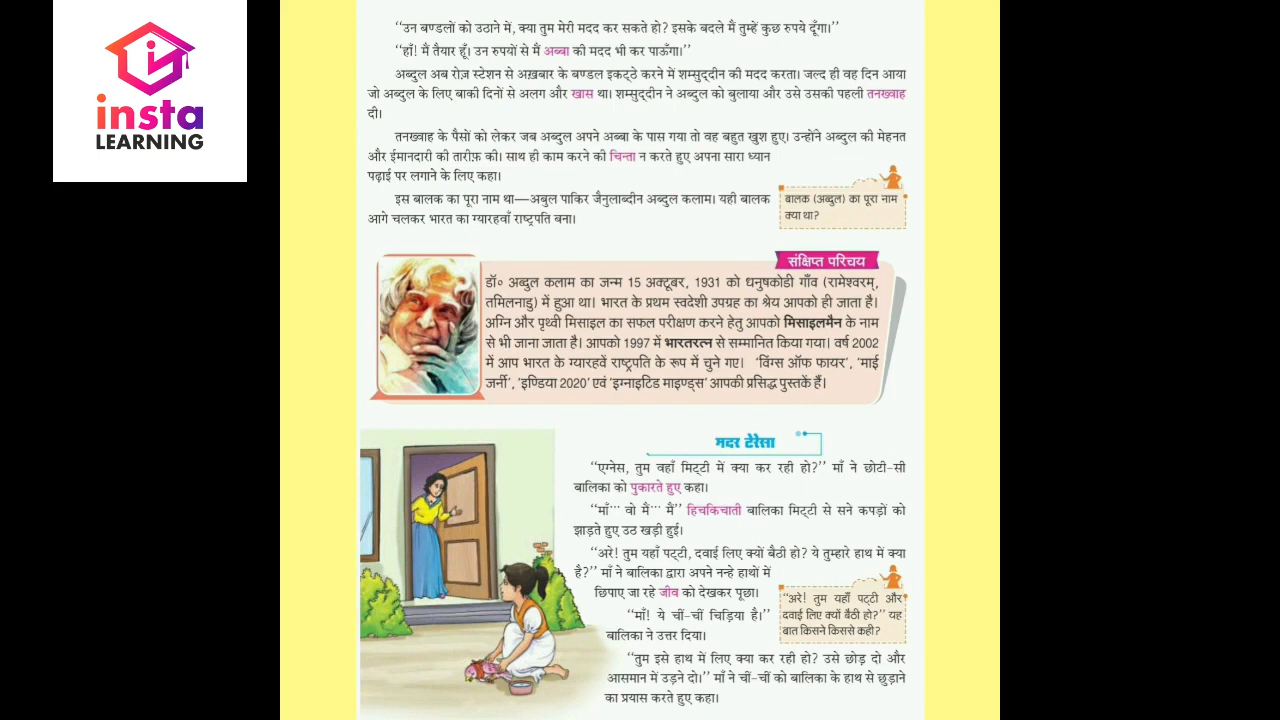 insta
LEARNING
‘‘उन बण्डलों को उठाने में, क्या तुम मेरी मदद कर सकते हो? इसके बदले मैं तुम्हें कुछ रुपये दूँगा।’’
‘‘हाँ! मैं तैयार हूँ। उन रुपयों से मैं अब्बा की मदद भी कर पाऊँगा।’’
अब्दुल अब रोज़ स्टेशन से अख़बार के बण्डल इकट्ठे करने में शम्सुद्दीन की मदद करता। जल्द ही वह दिन आया
जो अब्दुल के लिए बाकी दिनों से अलग और खास था। शम्सुद्दीन ने अब्दुल को बुलाया और उसे उसकी पहली तनख्वाह
दी।
तनख्वाह के पैसों को लेकर जब अब्दुल अपने अब्बा के पास गया तो वह बहुत खुश हुए। उन्होंने अब्दुल की मेहनत
और ईमानदारी की तारीफ़ की। साथ ही काम करने की चिन्ता न करते हुए अपना सारा ध्यान
पढ़ाई पर लगाने के लिए कहा।
इस बालक का पूरा नाम था—अबुल पाकिर जैनुलाब्दीन अब्दुल कलाम। यही बालक
आगे चलकर भारत का ग्यारहवाँ राष्ट्रपति बना।
बालक (अब्दुल) का पूरा नाम
क्या था?
संक्षिप्त परिचय
डॉ० अब्दुल कलाम का जन्म 15 अक्टूबर, 1931 को धनुषकोडी गाँव (रामेश्वरम्,
तमिलनाडु) में हुआ था। भारत के प्रथम स्वदेशी उपग्रह का श्रेय आपको ही जाता है।
अग्नि और पृथ्वी मिसाइल का सफल परीक्षण करने हेतु आपको मिसाइलमैन के नाम
से भी जाना जाता है। आपको 1997 में भारतरत्न से सम्मानित किया गया। वर्ष 2002
में आप भारत के ग्यारहवें राष्ट्रपति के रूप में चुने गए। ‘विंग्स ऑफ फायर’, ‘माई
जर्नी’, ‘इण्डिया 2020’ एवं ‘इग्नाइटिड माइण्ड्स’ आपकी प्रसिद्ध पुस्तकें हैं।
मदर टेरेसा
‘‘एग्नेस, तुम वहाँ मिट्टी में क्या कर रही हो?’’ माँ ने छोटी-सी
बालिका को पुकारते हुए कहा।
‘‘माँ... वो मैं... मैं’’ हिचकिचाती बालिका मिट्टी से सने कपड़ों को
झाड़ते हुए उठ खड़ी हुई।
‘‘अरे! तुम यहाँ पट्टी, दवाई लिए क्यों बैठी हो? ये तुम्हारे हाथ में क्या
है?’’ माँ ने बालिका द्वारा अपने नन्हे हाथों में
छिपाए जा रहे जीव को देखकर पूछा।
‘‘माँ! ये चीं-चीं चिड़िया है।’’
बालिका ने उत्तर दिया।
‘‘अरे! तुम यहाँ पट्टी और
दवाई लिए क्यों बैठी हो?’’ यह
बात किसने किससे कही?
‘‘तुम इसे हाथ में लिए क्या कर रही हो? उसे छोड़ दो और
आसमान में उड़ने दो।’’ माँ ने चीं-चीं को बालिका के हाथ से छुड़ाने
का प्रयास करते हुए कहा।